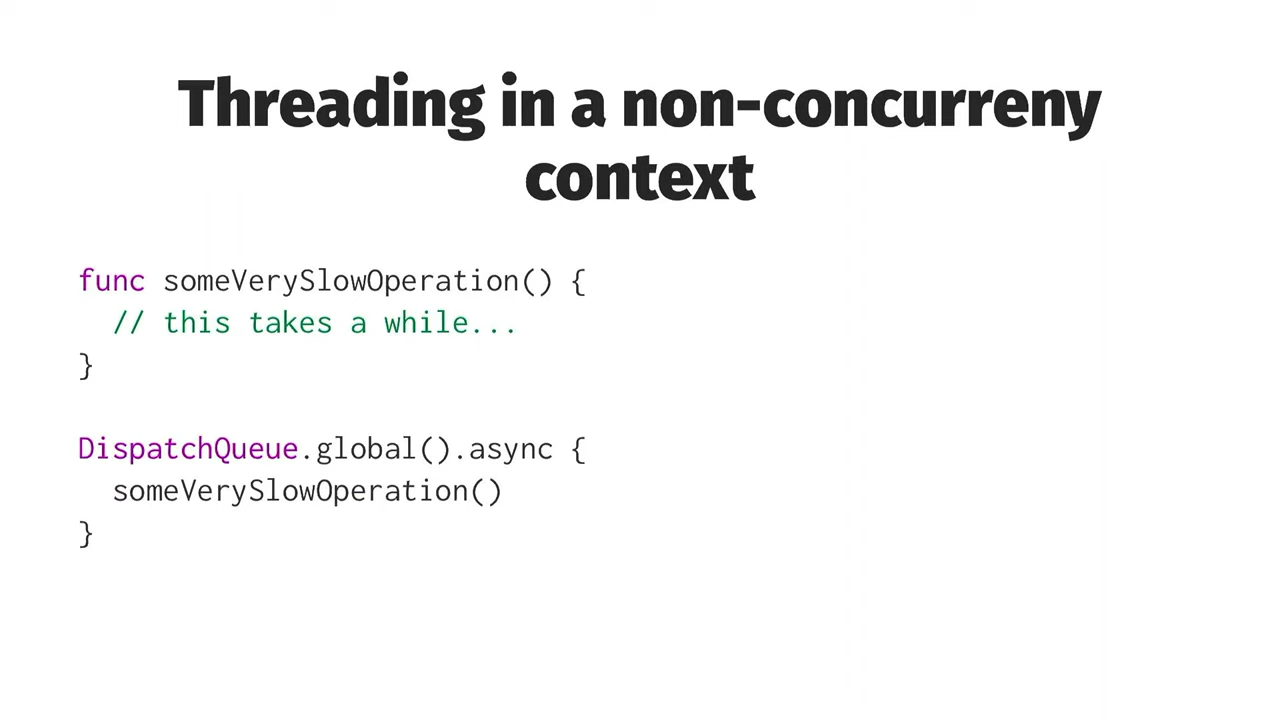 Threading in a non-concurreny
context
func someVerySlowOperation() {
  // this takes a while...
}
DispatchQueue.global().async {
  someVerySlowOperation()
}